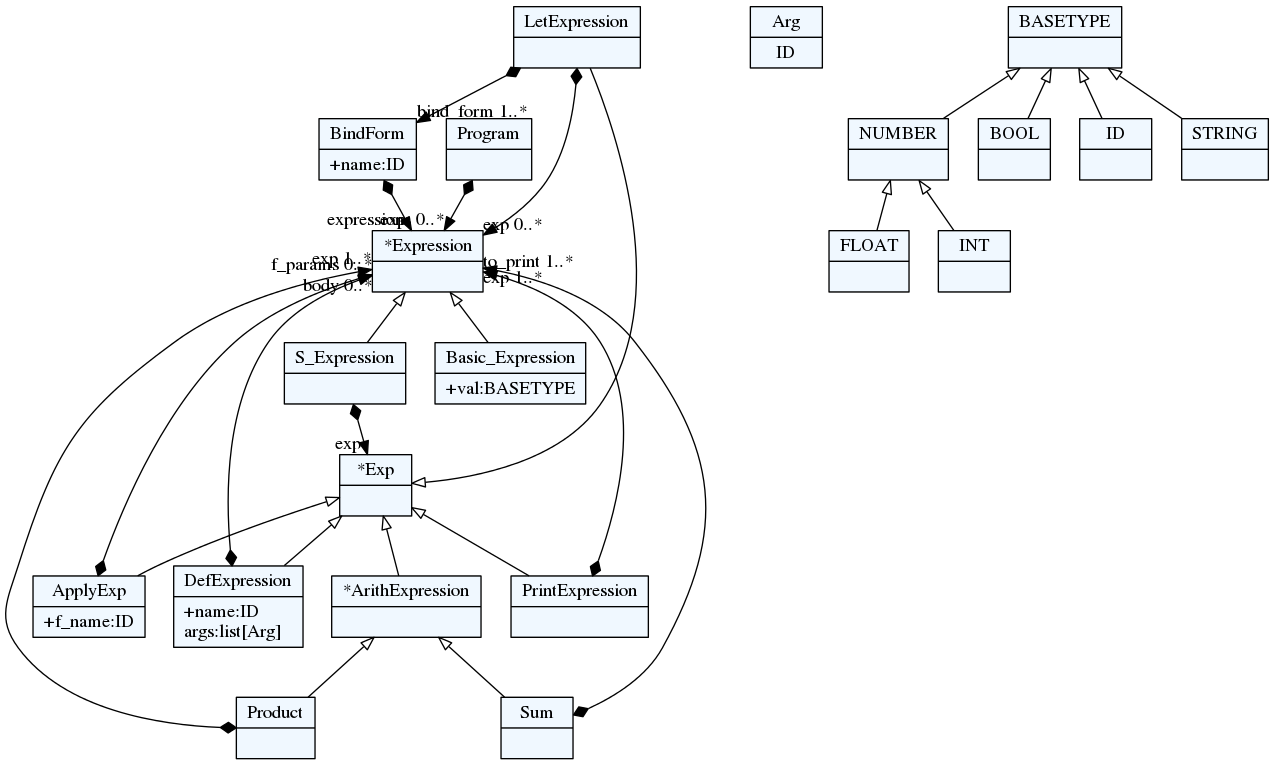 LetExpression
Arg
ID
BASETYPE
bind_form 1..*
BindForm
+name:ID
Program
NUMBER
BOOL
ID
STRING
expression 0..*
exp
exp 0..*
*Expression
FLOAT
INT
exp 1..*
f_params 0..*
body 0..*
to_print 1..*
exp 1..*
S_Expression
Basic_Expression
+val:BASETYPE
exp
*Exp
ApplyExp
+f_name:ID
DefExpression
+name:ID
args:list[Arg]
*ArithExpression
PrintExpression
Product
Sum